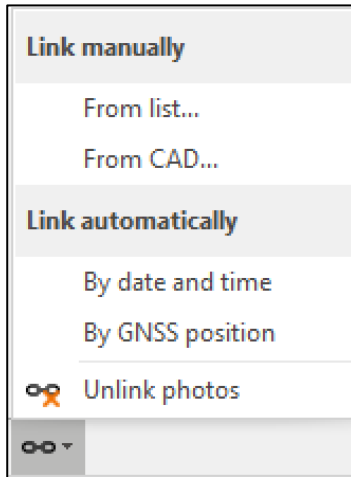 Link manually
From list...
From CAD...
Link automatically
By date and time
By GNSS position
Unlink photos